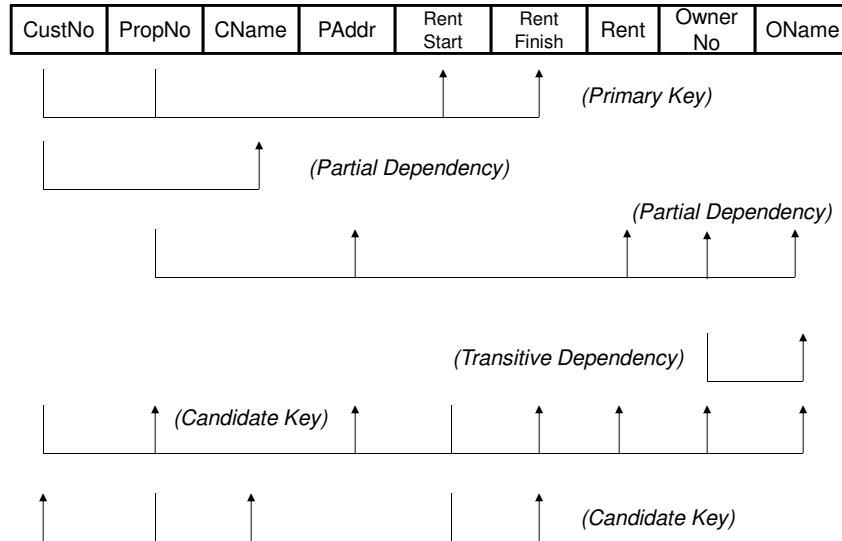 CustNo PropNo CName PAddr Rent Start Rent Finish Rent Owner No OName
(Primary Key)
(Partial Dependency)
(Partial Dependency)
(Transitive Dependency)
(Candidate Key)
(Candidate Key)